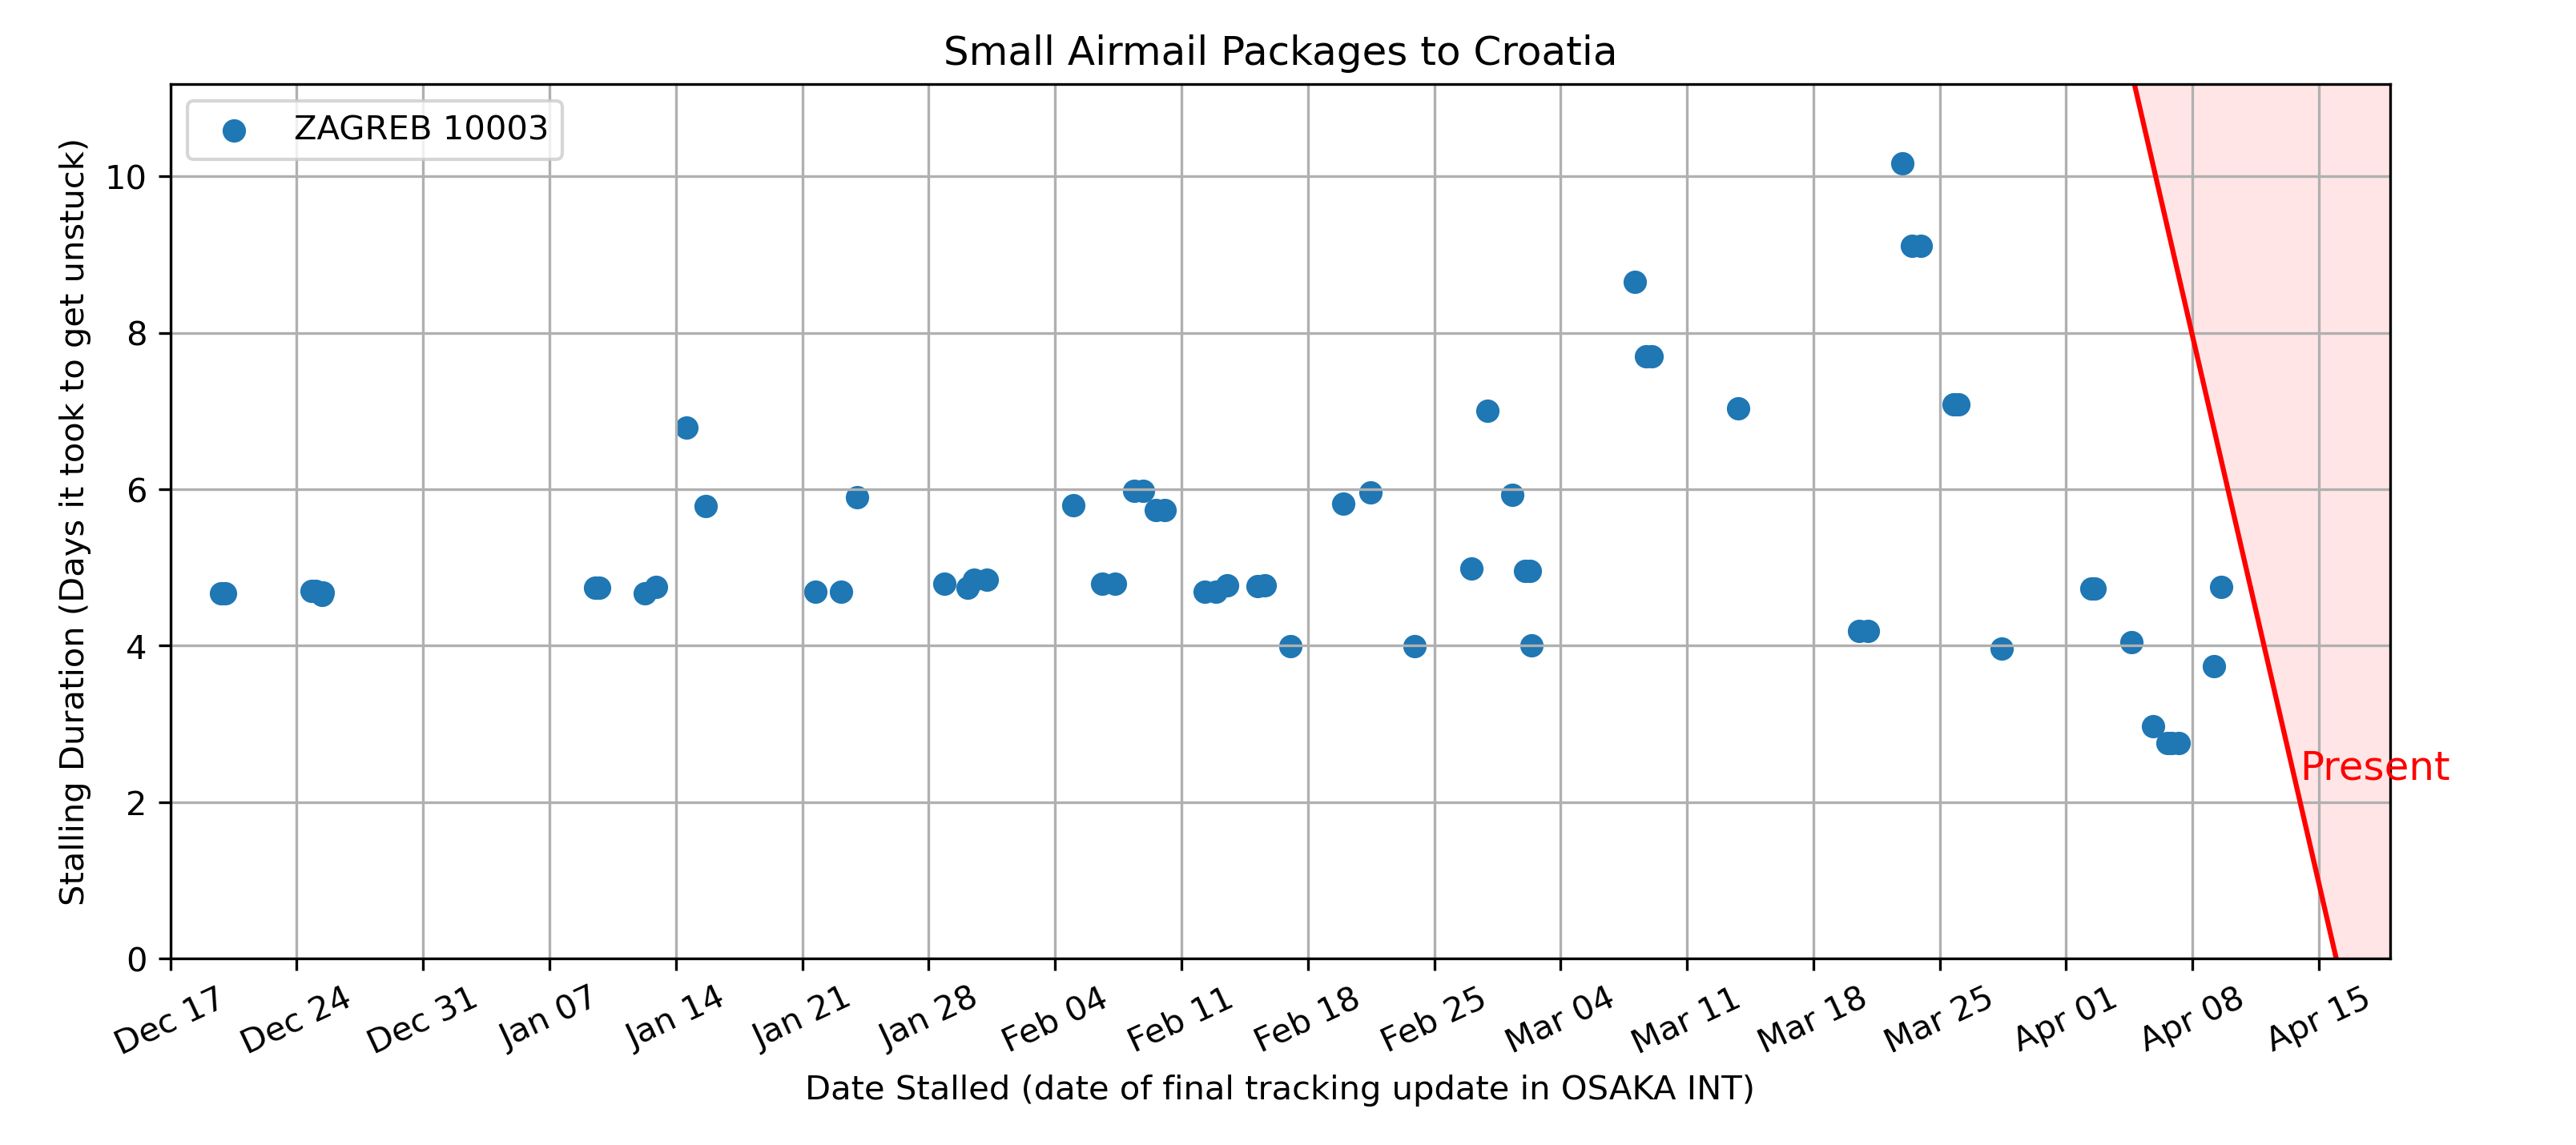 Small Airmail Packages to Croatia
ZAGREB 10003
Stalling Duration (Days it took to get unstuck)
10
8
6
4
2
0
Present
Dec 17
Dec 24
Dec 31
Jan 07
Jan 14
Jan 21
Jan 28
Feb 04
Feb 11
Feb 18
Feb 25
Mar 04
Mar 11
Mar 18
Mar 25
Apr 01
Apr 08
Apr 15
Date Stalled (date of final tracking update in OSAKA INT)